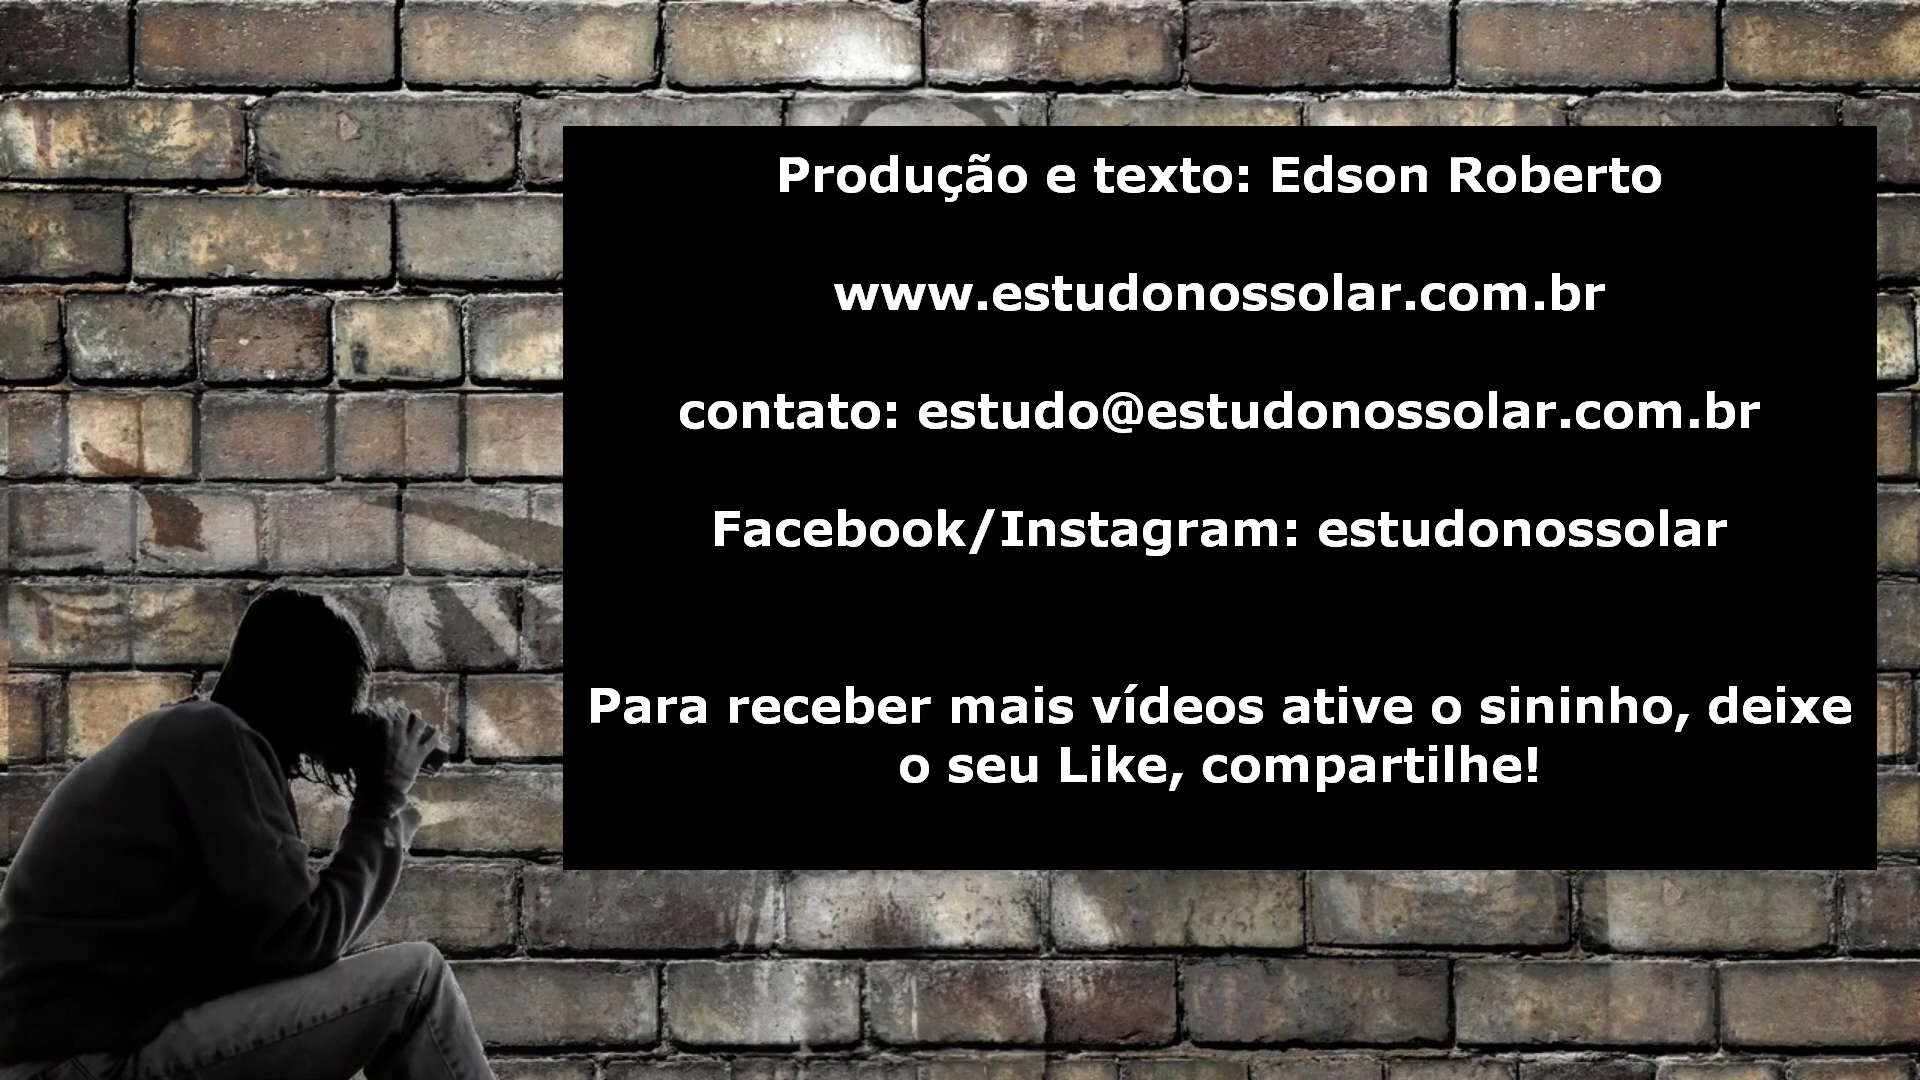 Produção e texto: Edson Roberto
www.estudonossolar.com.br
contato: estudo@estudonossolar.com.br
Facebook/Instagram: estudonossolar
Para receber mais vídeos ative o sininho, deixe
o seu Like, compartilhe!